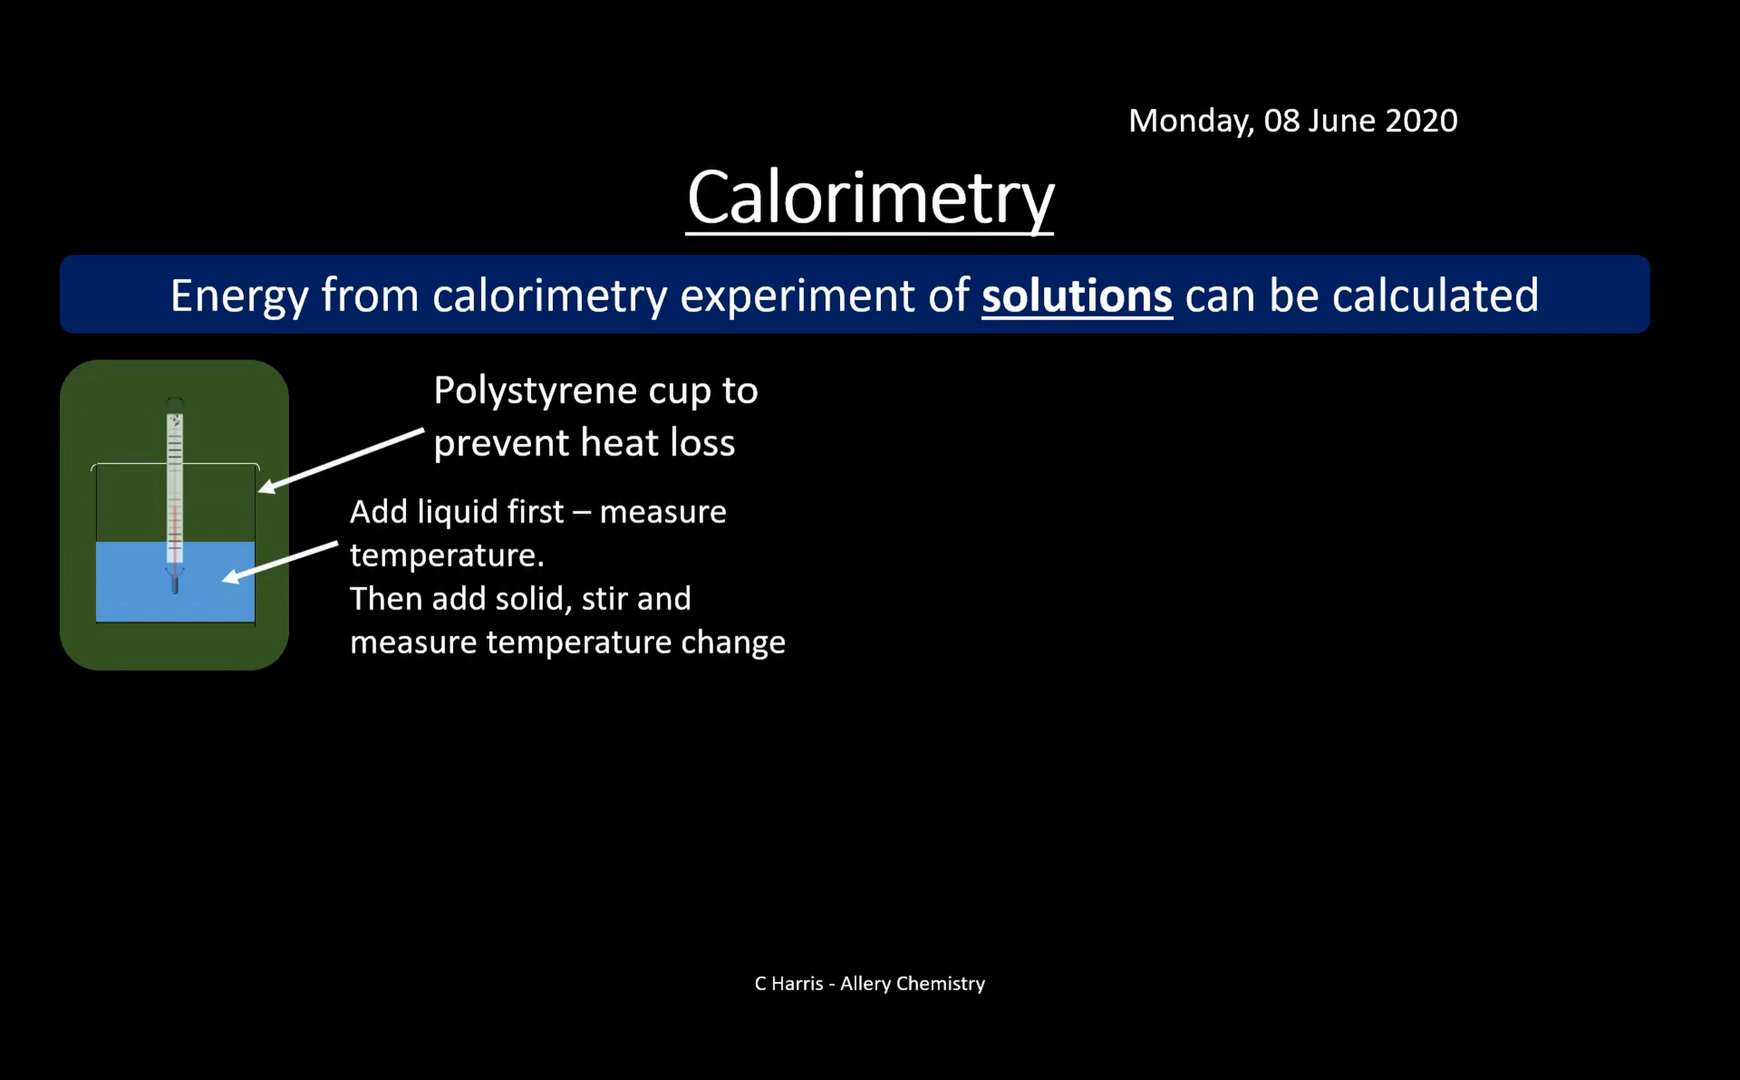 Monday, 08 June 2020
Calorimetry
Energy from calorimetry experiment of solutions can be calculated
Polystyrene cup to
prevent heat loss
Add liquid first – measure
temperature.
Then add solid, stir and
measure temperature change
C Harris - Allery Chemistry